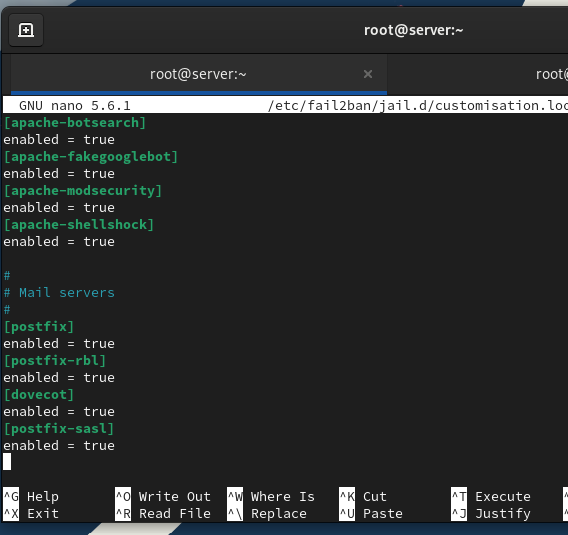 root@server:~
root@server:~ × root@
GNU nano 5.6.1 /etc/fail2ban/jail.d/customisation.loc
[apache-botsearch]
enabled = true
[apache-fakegooglebot]
enabled = true
[apache-modsecurity]
enabled = true
[apache-shellshock]
enabled = true
#
# Mail servers
#
[postfix]
enabled = true
[postfix-rbl]
enabled = true
[dovecot]
enabled = true
[postfix-sasl]
enabled = true
^G Help ^O Write Out ^W Where Is ^K Cut ^T Execute ^
^X Exit ^R Read File ^\ Replace ^U Paste ^J Justify ^